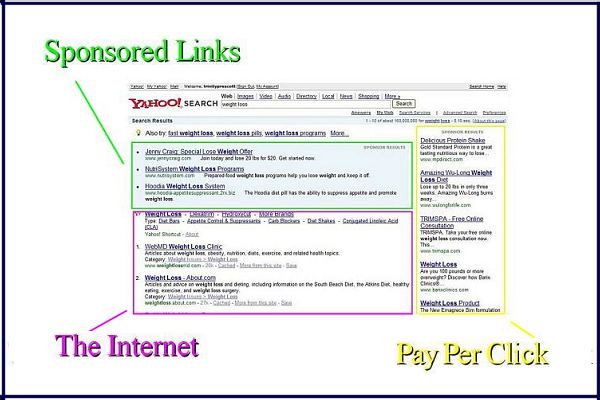 Sponsored Links
Yahoo! My Yahoo! Mail Welcome, [Sign Out, My Account] Search Home Help
Web | Images | Video | Audio | Directory | Local | News | Shopping | More »
YAHOO! SEARCH weight loss Search
Answers My Web Search Services | Advanced Search Preferences
Search Results 1 - 10 of about for weight loss - 0.10 sec. (About this page)
Also try: fast weight loss, weight loss pills, weight loss programs More...
SPONSOR RESULTS
Jenny Craig: Special Lose Weight Offer
www.jennycraig.com Join today and lose 20 lbs for $20. Get started now.
NutriSystem Weight Loss Programs
www.nutrisystem.com Prepared-food weight loss programs help you lose weight and keep it off.
Hoodia Weight Loss System
www.hoodia-appetitesuppressant.2m.biz The Hoodia diet pill has the ability to suppress appetite and promote
weight loss.
Weight Loss - Dexatrim - Hydroxycut - More Brands
Type: Diet Bars - Appetite Control & Suppressants - Carb Blockers - Diet Shakes - Conjugated Linoleic Acid
(CLA)
Yahoo! Shortcut - About
1. WebMD Weight Loss Clinic
Articles about weight loss, obesity, nutrition, diets, exercise, and related health topics.
Category: Weight Issues > Weight Loss
Cached - More from this site - Save
2. Weight Loss - About.com
Articles and advice on weight loss and dieting, including information on the South Beach Diet, the Atkins Diet, healthy
eating, exercise, and weight loss surgery.
Category: Weight Issues > Weight Loss
weightloss.about.com - 27k - Cached - More from this site - Save
SPONSOR RESULTS
Delicious Protein Shake
Gold Standard Protein is a great
tasting nutritious way to lose...
www.mpdirect.com
Amazing Wu-Long Weight
Loss Diet
Lose up to 20 lbs in only three
weeks. Amazing Wu-Long burns
away...
www.wulongforlife.com
TRIMSPA - Free Online
Consultation
TRIMSPA, Take your free online
weight loss consultation now.
This...
www.trimspa.com
Weight Loss
Are you 100 pounds or more
overweight? Discover how Barix
Clinics®...
www.barixclinics.com
Weight Loss Product
The New Emagrece Sim formulation
The Internet
Pay Per Click